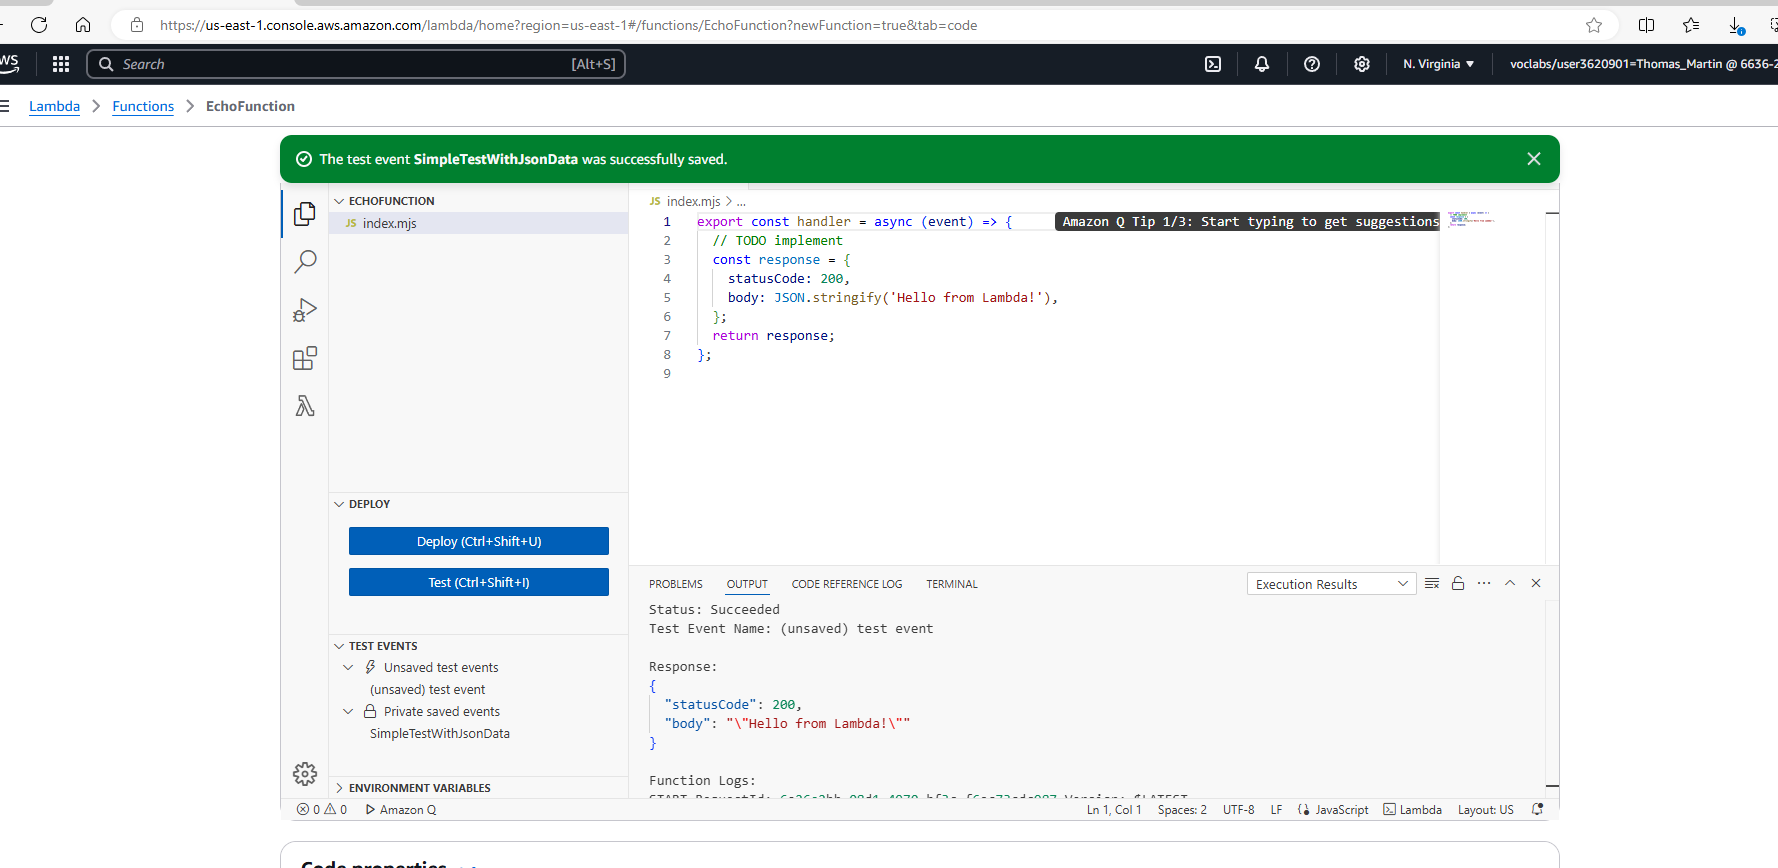 https://us-east-1.console.aws.amazon.com/lambda/home?region=us-east-1#/functions/EchoFunction?newFunction=true&tab=code
Search [Alt+S] N. Virginia voclabs/user3620901=Thomas_Martin @ 6636-2
Lambda Functions EchoFunction
The test event SimpleTestWithJsonData was successfully saved.
ECHOFUNCTION
JS index.mjs
JS index.mjs > ...
1 export const handler = async (event) => { Amazon Q Tip 1/3: Start typing to get suggestions
2 // TODO implement
3 const response = {
4 statusCode: 200,
5 body: JSON.stringify('Hello from Lambda!'),
6 };
7 return response;
8 };
9
DEPLOY
Deploy (Ctrl+Shift+U)
Test (Ctrl+Shift+I)
TEST EVENTS
Unsaved test events
(unsaved) test event
Private saved events
SimpleTestWithJsonData
ENVIRONMENT VARIABLES
PROBLEMS OUTPUT CODE REFERENCE LOG TERMINAL Execution Results
Status: Succeeded
Test Event Name: (unsaved) test event
Response:
{
"statusCode": 200,
"body": "\"Hello from Lambda!\""
}
Function Logs:
0 0 Amazon Q Ln 1, Col 1 Spaces: 2 UTF-8 LF JavaScript Lambda Layout: US
Code properties